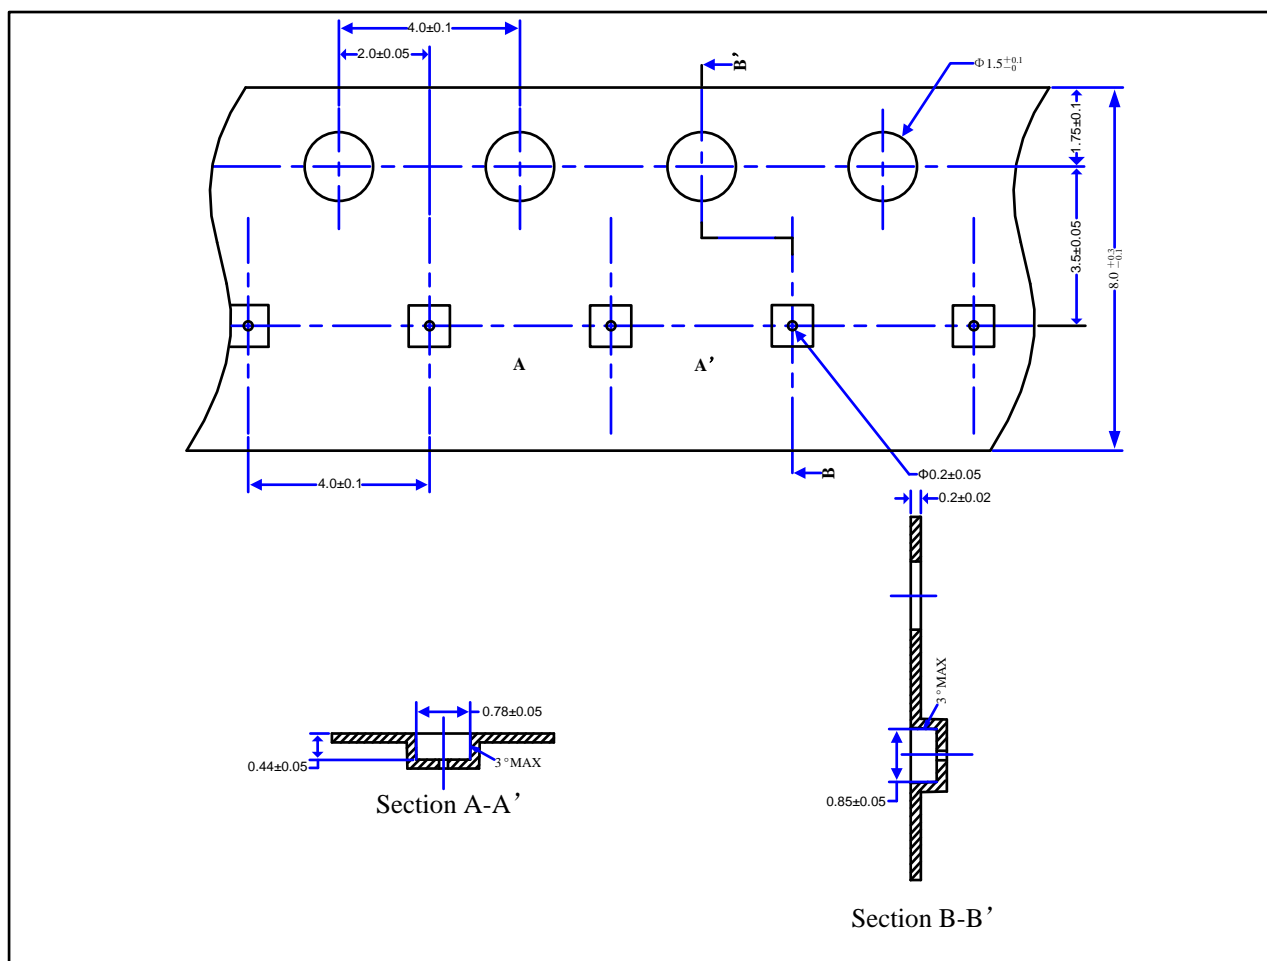 4.0±0.1
2.0±0.05
B’
Φ1.5 +0.1 -0
1.75±0.1
3.5±0.05
8.0 +0.3 -0.1
A
A’
B
4.0±0.1
Φ0.2±0.05
0.2±0.02
3°MAX
0.78±0.05
0.44±0.05
3°MAX
Section A-A’
0.85±0.05
Section B-B’